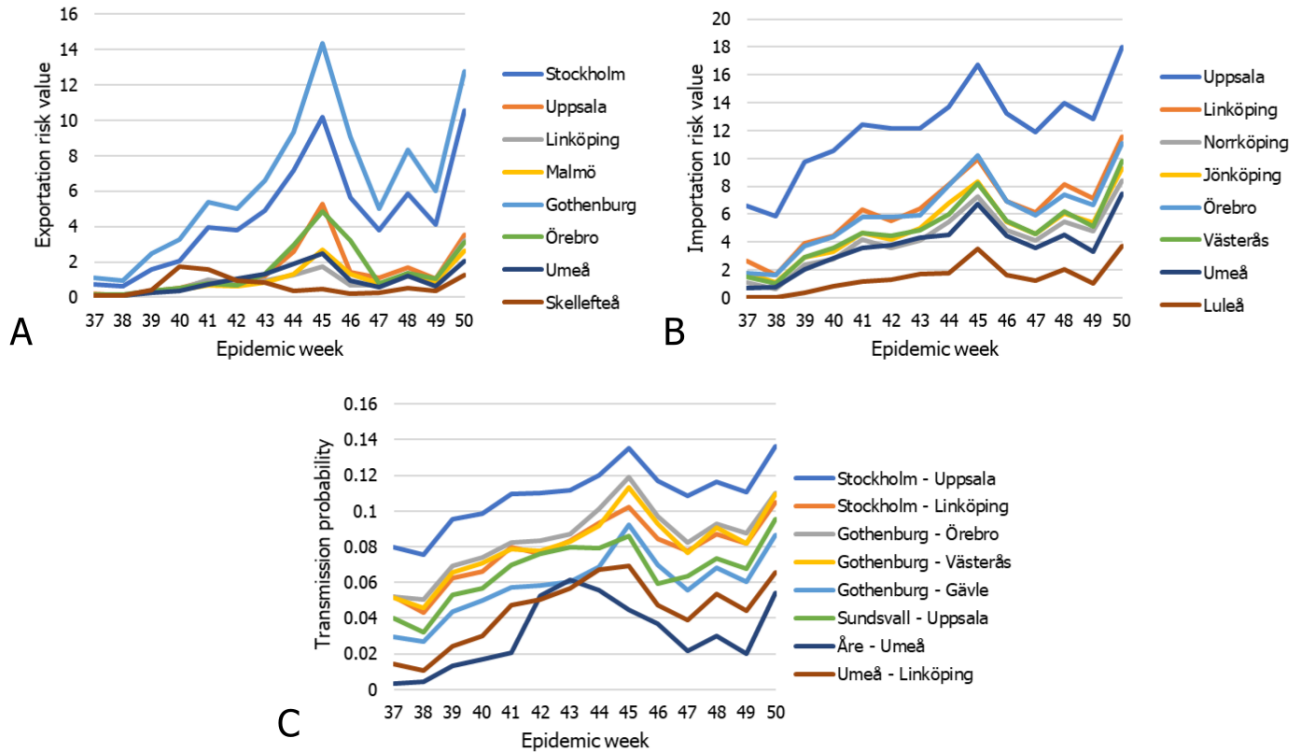 16
14
12
10
8
6
4
2
0
Exportation risk value
37 38 39 40 41 42 43 44 45 46 47 48 49 50
Epidemic week
Stockholm
Uppsala
Linköping
Malmö
Gothenburg
Örebro
Umeå
Skellefteå
A
20
18
16
14
12
10
8
6
4
2
0
Importation risk value
37 38 39 40 41 42 43 44 45 46 47 48 49 50
Epidemic week
Uppsala
Linköping
Norrköping
Jönköping
Örebro
Västerås
Umeå
Luleå
B
0.16
0.14
0.12
0.1
0.08
0.06
0.04
0.02
0
Transmission probability
37 38 39 40 41 42 43 44 45 46 47 48 49 50
Epidemic week
Stockholm - Uppsala
Stockholm - Linköping
Gothenburg - Örebro
Gothenburg - Västerås
Gothenburg - Gävle
Sundsvall - Uppsala
Åre - Umeå
Umeå - Linköping
C